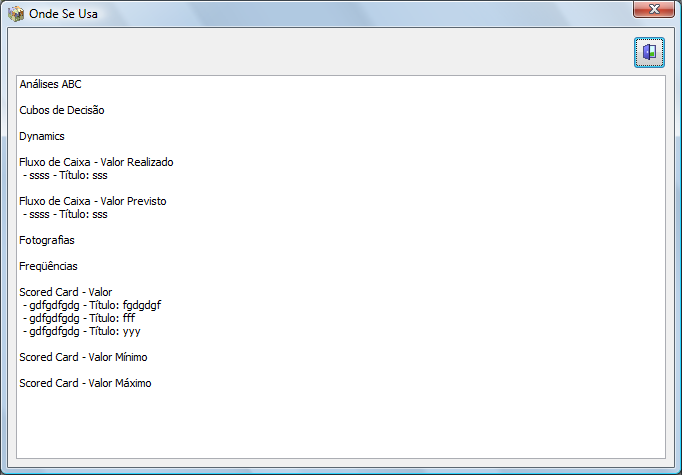 Onde Se Usa
Análises ABC
Cubos de Decisão
Dynamics
Fluxo de Caixa - Valor Realizado
- ssss - Título: sss
Fluxo de Caixa - Valor Previsto
- ssss - Título: sss
Fotografias
Freqüências
Scored Card - Valor
- gdfgdfgdg - Título: fgdgdgf
- gdfgdfgdg - Título: fff
- gdfgdfgdg - Título: yyy
Scored Card - Valor Mínimo
Scored Card - Valor Máximo